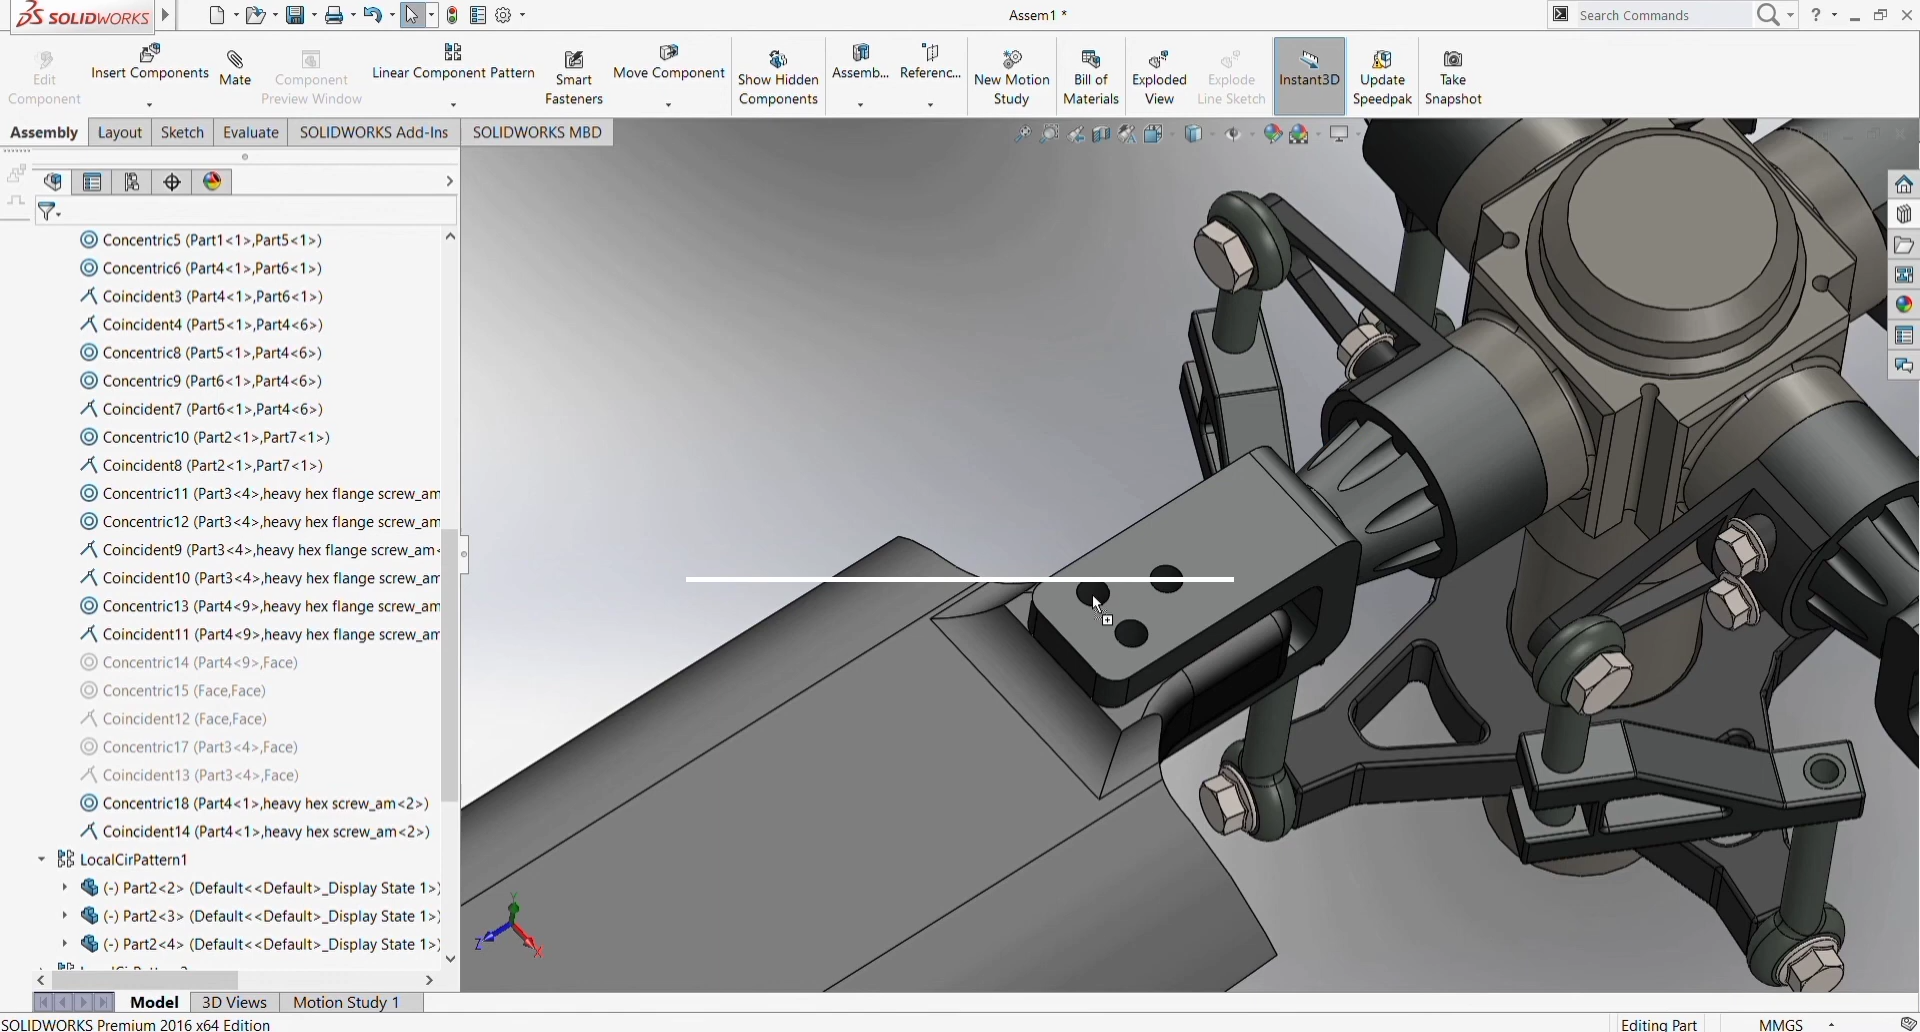 SOLIDWORKS
Assem1 *
Search Commands
?
Edit Component
Insert Components
Mate
Component Preview Window
Linear Component Pattern
Smart Fasteners
Move Component
Show Hidden Components
Assemb...
Referenc...
New Motion Study
Bill of Materials
Exploded View
Explode Line Sketch
Instant3D
Update Speedpak
Take Snapshot
Assembly
Layout
Sketch
Evaluate
SOLIDWORKS Add-Ins
SOLIDWORKS MBD
Concentric5 (Part1<1>,Part5<1>)
Concentric6 (Part4<1>,Part6<1>)
Coincident3 (Part4<1>,Part6<1>)
Coincident4 (Part5<1>,Part4<6>)
Concentric8 (Part5<1>,Part4<6>)
Concentric9 (Part6<1>,Part4<6>)
Coincident7 (Part6<1>,Part4<6>)
Concentric10 (Part2<1>,Part7<1>)
Coincident8 (Part2<1>,Part7<1>)
Concentric11 (Part3<4>,heavy hex flange screw_am
Concentric12 (Part3<4>,heavy hex flange screw_am
Coincident9 (Part3<4>,heavy hex flange screw_am<
Coincident10 (Part3<4>,heavy hex flange screw_am
Concentric13 (Part4<9>,heavy hex flange screw_am
Coincident11 (Part4<9>,heavy hex flange screw_am
Concentric14 (Part4<9>,Face)
Concentric15 (Face,Face)
Coincident12 (Face,Face)
Concentric17 (Part3<4>,Face)
Coincident13 (Part3<4>,Face)
Concentric18 (Part4<1>,heavy hex screw_am<2>)
Coincident14 (Part4<1>,heavy hex screw_am<2>)
LocalCirPattern1
(-) Part2<2> (Default<<Default>_Display State 1>)
(-) Part2<3> (Default<<Default>_Display State 1>)
(-) Part2<4> (Default<<Default>_Display State 1>)
Y
Z
X
Model
3D Views
Motion Study 1
SOLIDWORKS Premium 2016 x64 Edition
Editing Part
MMGS